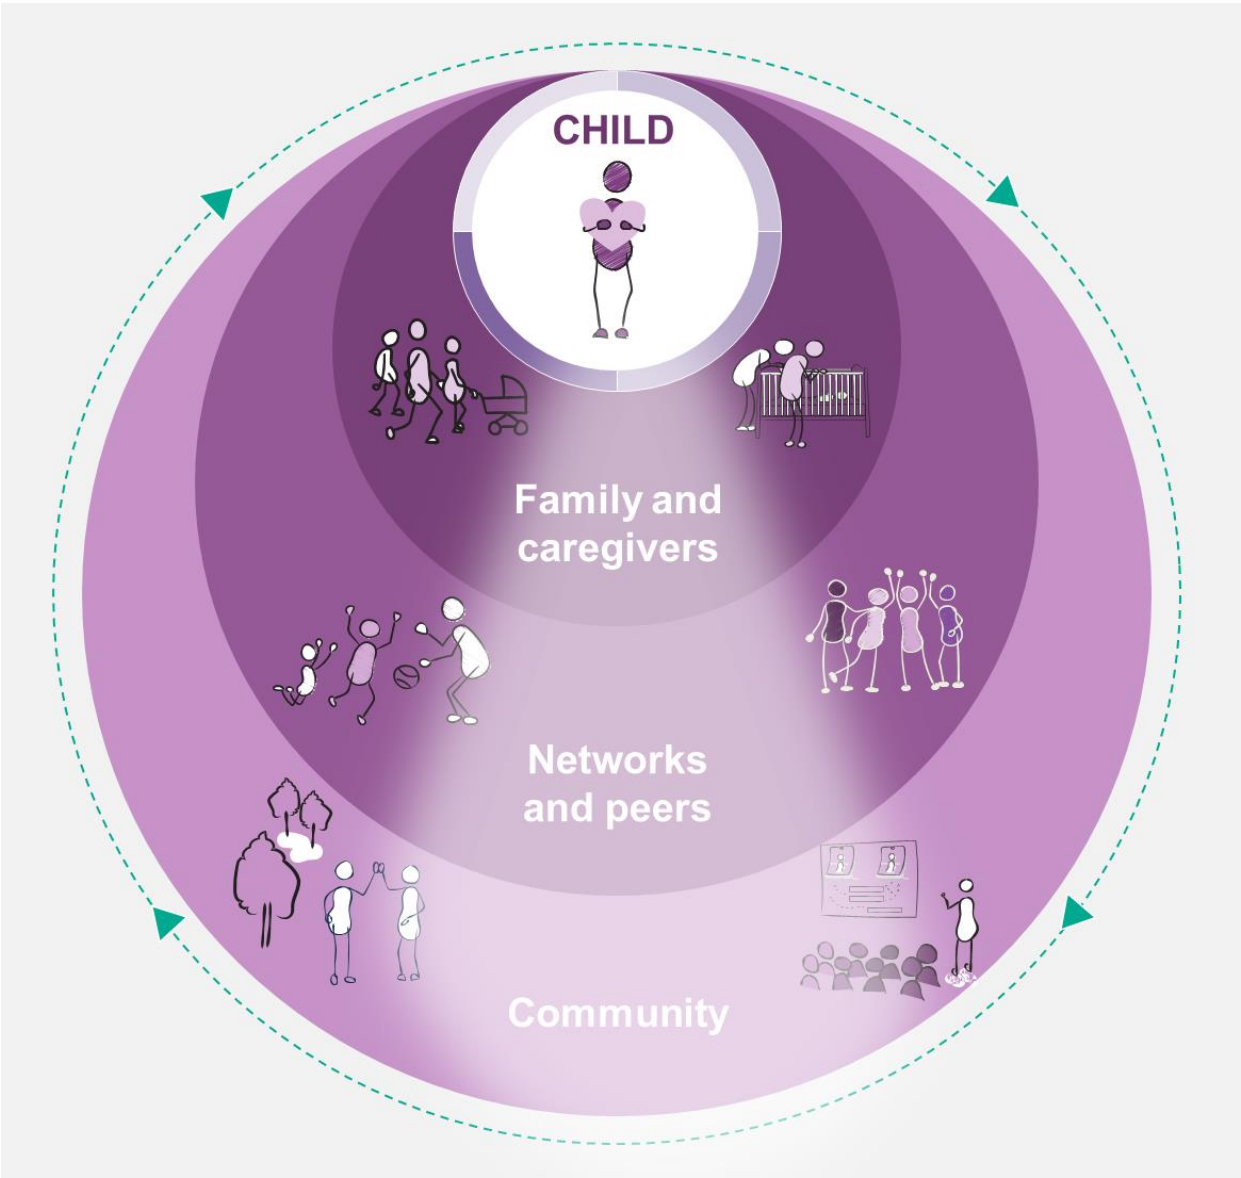 CHILD
Family and
caregivers
Networks
and peers
Community